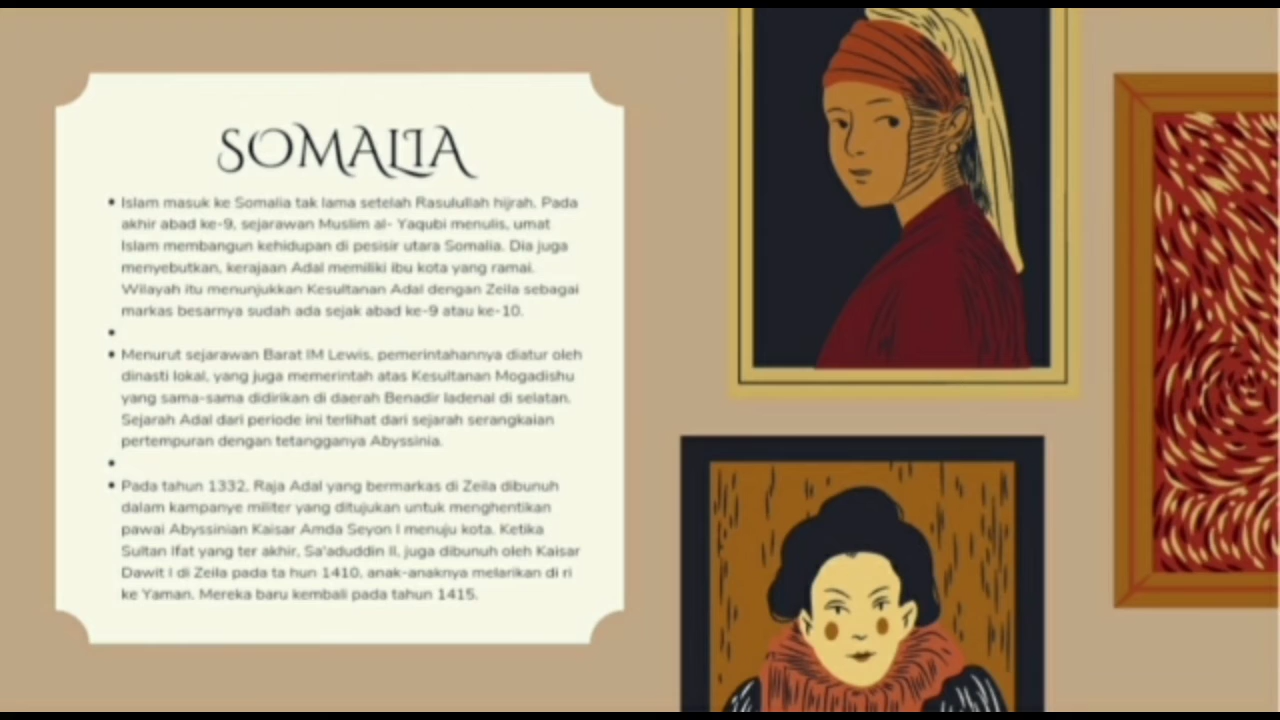 SOMALIA
• Islam masuk ke Somalia tak lama setelah Rasulullah hijrah. Pada
akhir abad ke-9, sejarawan Muslim al- Yaqubi menulis, umat
Islam membangun kehidupan di pesisir utara Somalia. Dia juga
menyebutkan, kerajaan Adal memiliki ibu kota yang ramai.
Wilayah itu menunjukkan Kesultanan Adal dengan Zeila sebagai
markas besarnya sudah ada sejak abad ke-9 atau ke-10.
•
• Menurut sejarawan Barat IM Lewis, pemerintahannya diatur oleh
dinasti lokal, yang juga memerintah atas Kesultanan Mogadishu
yang sama-sama didirikan di daerah Benadir ladenal di selatan.
Sejarah Adal dari periode ini terlihat dari sejarah serangkaian
pertempuran dengan tetangganya Abyssinia.
•
• Pada tahun 1332, Raja Adal yang bermarkas di Zeila dibunuh
dalam kampanye militer yang ditujukan untuk menghentikan
pawai Abyssinian Kaisar Amda Seyon I menuju kota. Ketika
Sultan Ifat yang ter akhir, Sa'aduddin II, juga dibunuh oleh Kaisar
Dawit I di Zeila pada ta hun 1410, anak-anaknya melarikan di ri
ke Yaman. Mereka baru kembali pada tahun 1415.